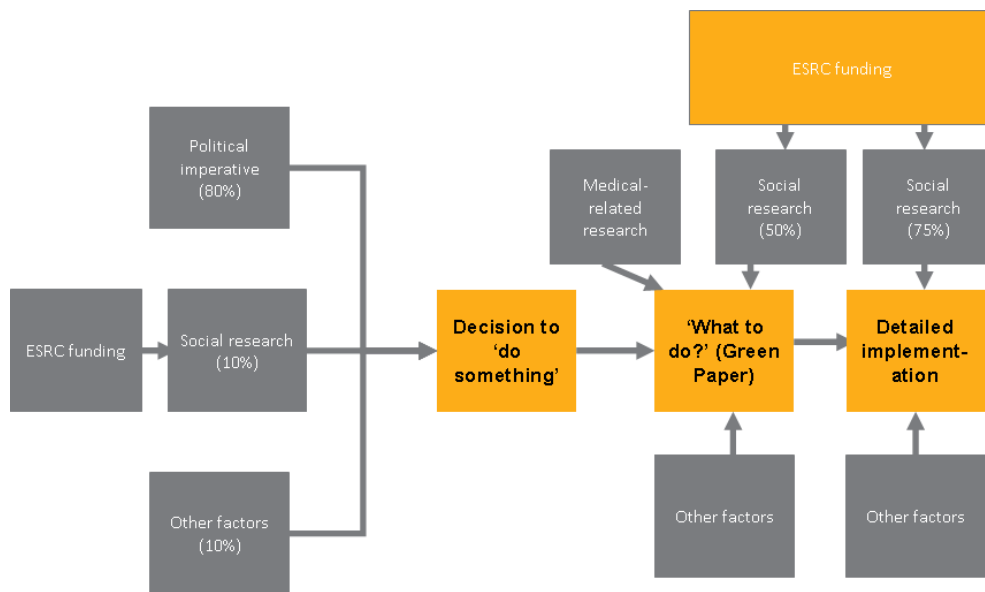 ESRC funding
Political
imperative
(80%)
Medical-
related
research
Social
research
(50%)
Social
research
(75%)
ESRC funding
Social research
(10%)
Decision to
‘do
something’
‘What to
do?’ (Green
Paper)
Detailed
implement-
ation
Other factors
(10%)
Other factors
Other factors